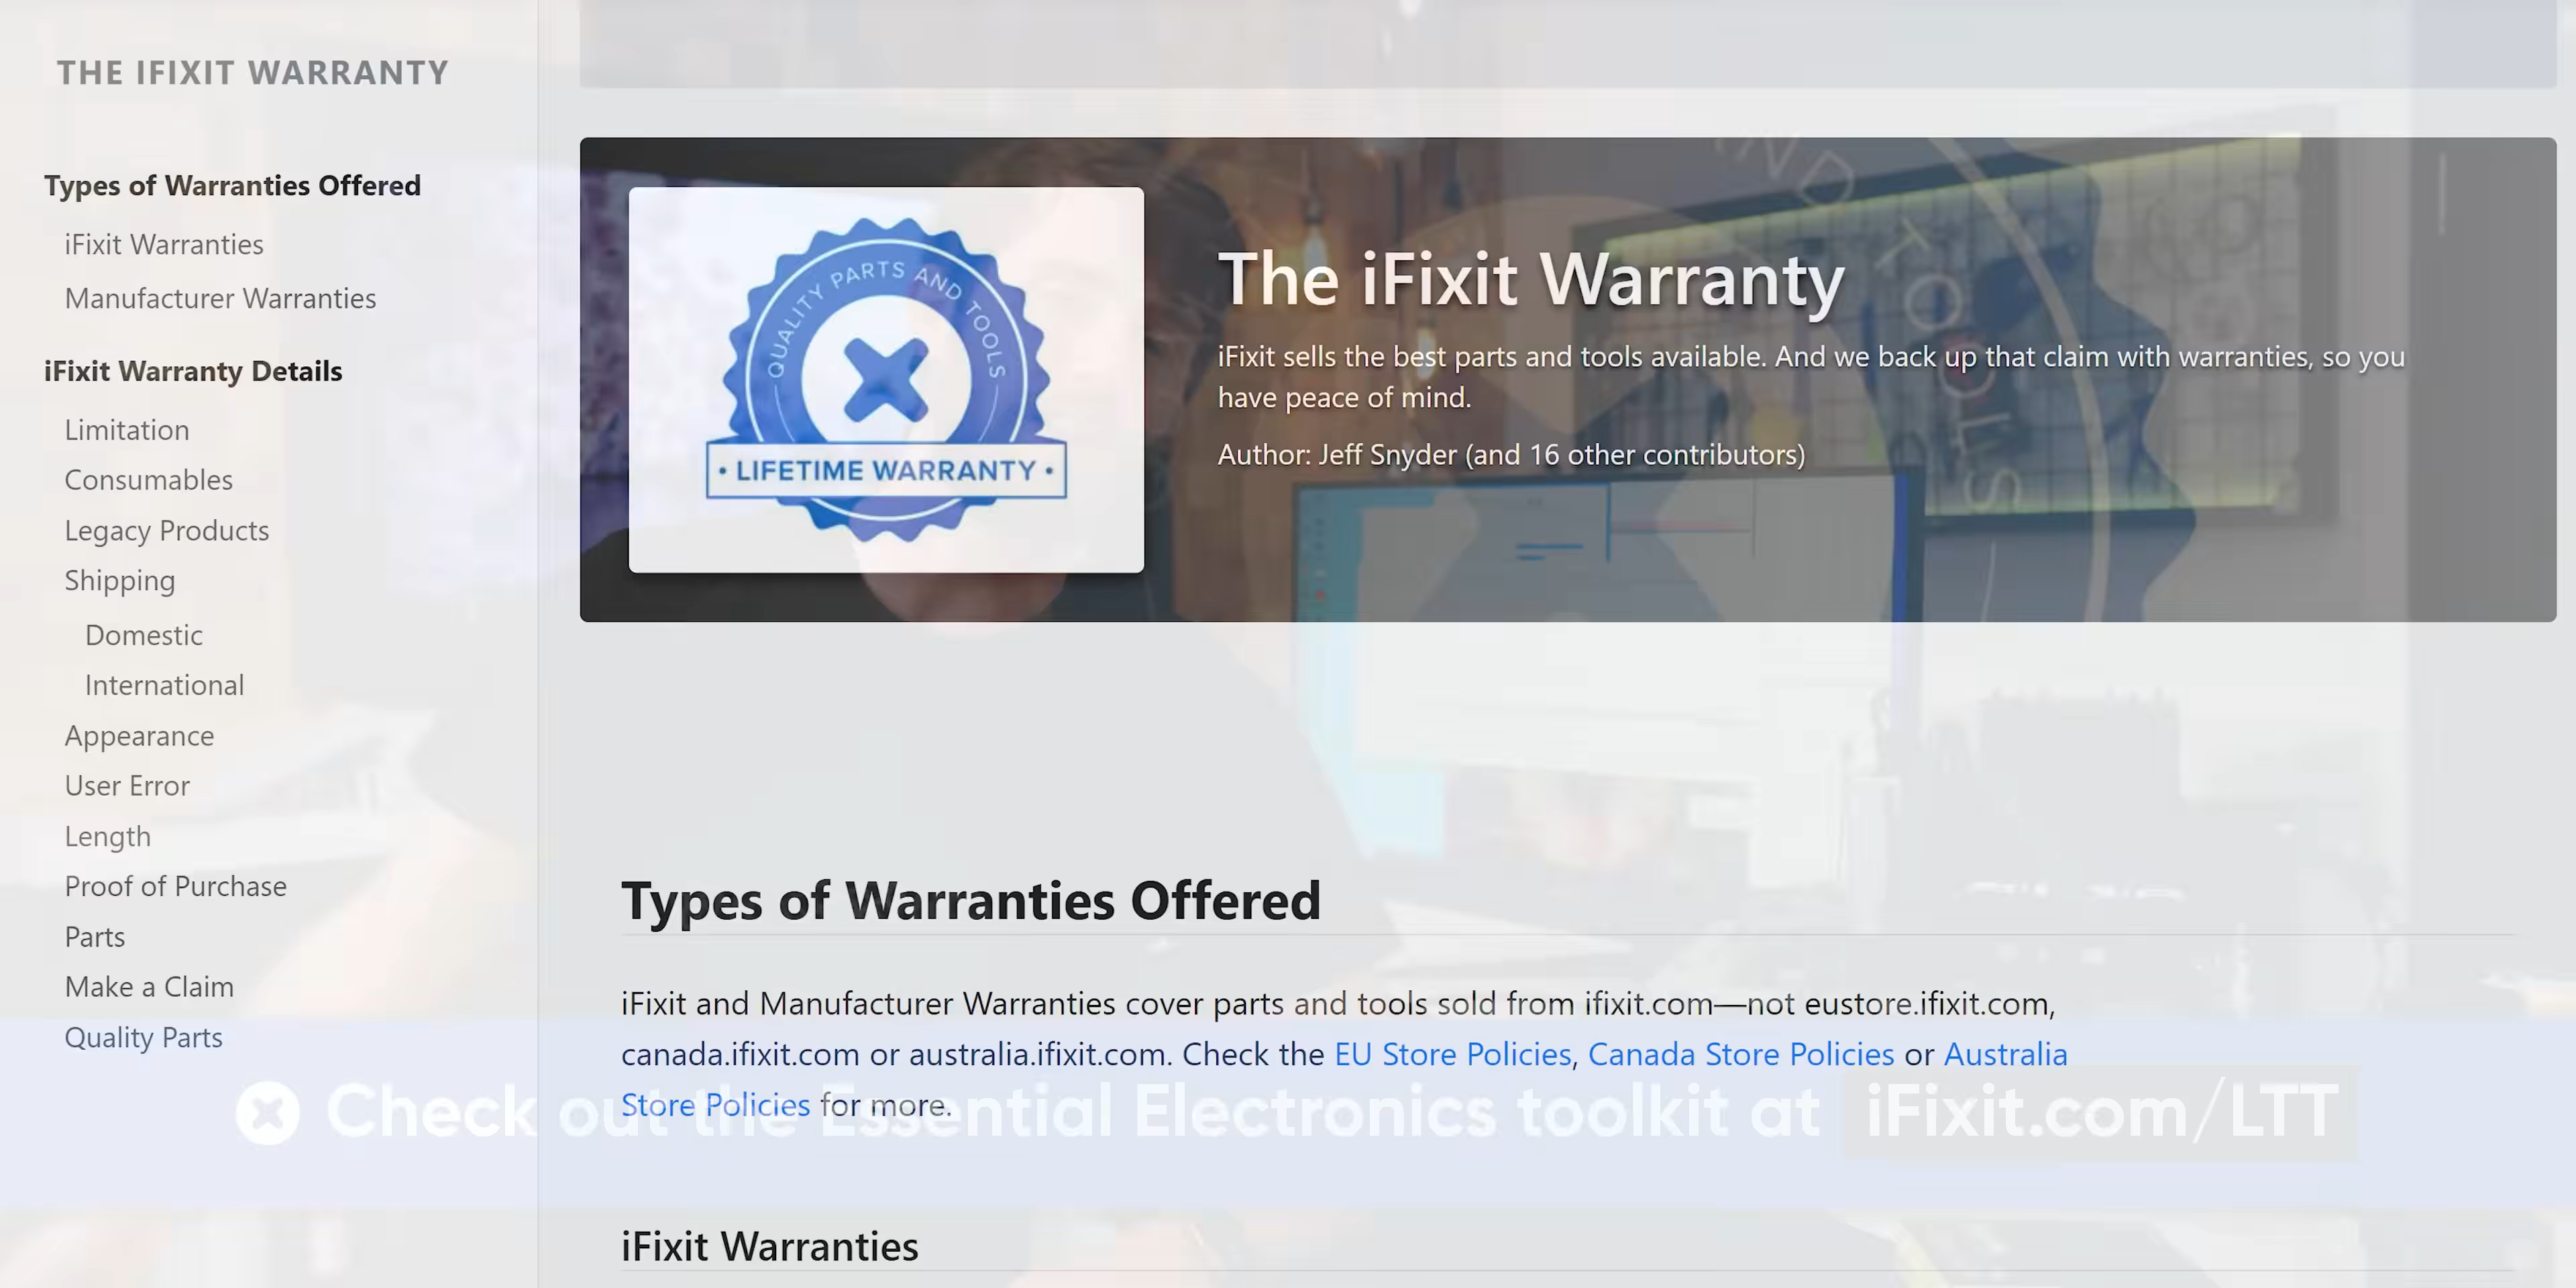 THE IFIXIT WARRANTY
Types of Warranties Offered
iFixit Warranties
Manufacturer Warranties
iFixit Warranty Details
Limitation
Consumables
Legacy Products
Shipping
Domestic
International
Appearance
User Error
Length
Proof of Purchase
Parts
Make a Claim
Quality Parts
QUALITY PARTS AND TOOLS
• LIFETIME WARRANTY •
The iFixit Warranty
iFixit sells the best parts and tools available. And we back up that claim with warranties, so you
have peace of mind.
Author: Jeff Snyder (and 16 other contributors)
AND TOOLS
Types of Warranties Offered
iFixit and Manufacturer Warranties cover parts and tools sold from ifixit.com—not eustore.ifixit.com,
canada.ifixit.com or australia.ifixit.com. Check the EU Store Policies, Canada Store Policies or Australia
Store Policies for more.
Check out the Essential Electronics toolkit at iFixit.com/LTT
iFixit Warranties